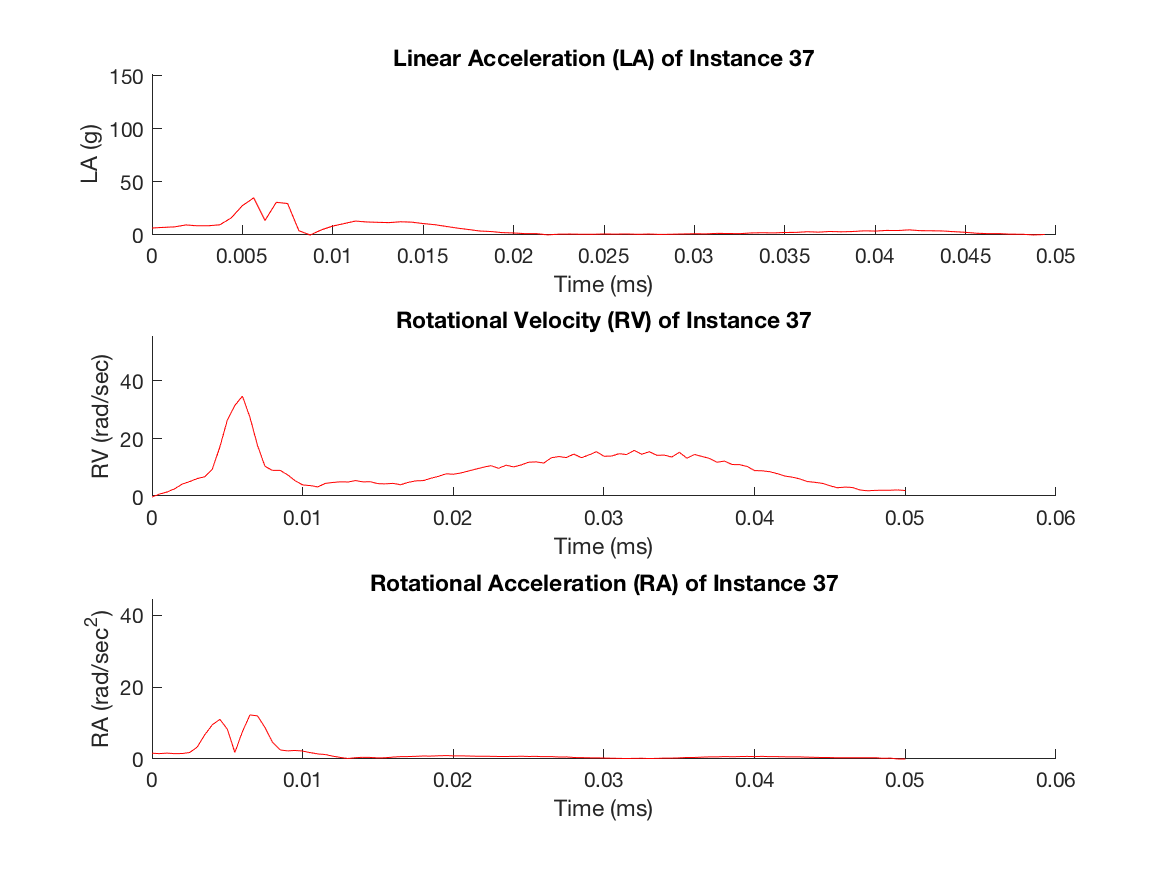 Linear Acceleration (LA) of Instance 37
150
100
50
0
LA (g)
0 0.005 0.01 0.015 0.02 0.025 0.03 0.035 0.04 0.045 0.05
Time (ms)
Rotational Velocity (RV) of Instance 37
40
20
0
RV (rad/sec)
0 0.01 0.02 0.03 0.04 0.05 0.06
Time (ms)
Rotational Acceleration (RA) of Instance 37
40
20
0
RA (rad/sec²)
0 0.01 0.02 0.03 0.04 0.05 0.06
Time (ms)